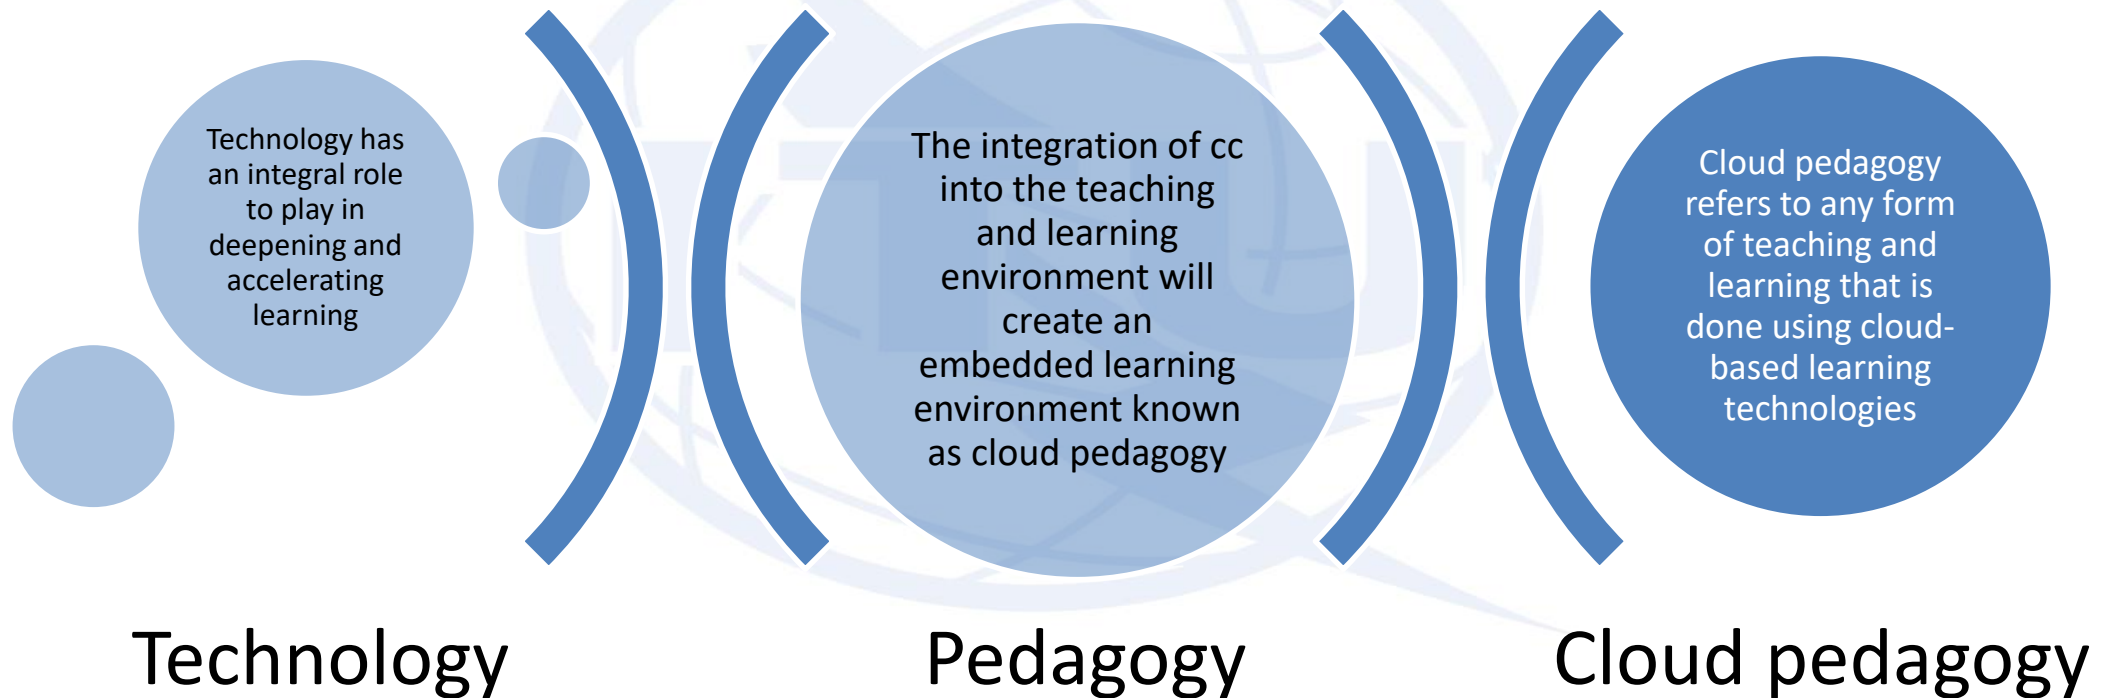 Technology has
an integral role
to play in
deepening and
accelerating
learning
The integration of cc
into the teaching
and learning
environment will
create an
embedded learning
environment known
as cloud pedagogy
Cloud pedagogy
refers to any form
of teaching and
learning that is
done using cloud-
based learning
technologies
ITU
Technology
Pedagogy
Cloud pedagogy